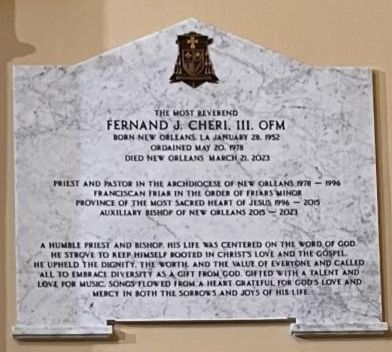 THE MOST REVEREND
FERNAND J. CHERI, III, OFM
BORN NEW ORLEANS, LA JANUARY 28, 1952
ORDAINED MAY 20, 1978
DIED NEW ORLEANS MARCH 21, 2023
PRIEST AND PASTOR IN THE ARCHDIOCESE OF NEW ORLEANS 1978 — 1996
FRANCISCAN FRIAR IN THE ORDER OF FRIARS MINOR
PROVINCE OF THE MOST SACRED HEART OF JESUS 1996 — 2015
AUXILIARY BISHOP OF NEW ORLEANS 2015 — 2023
A HUMBLE PRIEST AND BISHOP, HIS LIFE WAS CENTERED ON THE WORD OF GOD.
HE STROVE TO KEEP HIMSELF ROOTED IN CHRIST'S LOVE AND THE GOSPEL.
HE UPHELD THE DIGNITY, THE WORTH, AND THE VALUE OF EVERYONE AND CALLED
ALL TO EMBRACE DIVERSITY AS A GIFT FROM GOD. GIFTED WITH A TALENT AND
LOVE FOR MUSIC, SONGS FLOWED FROM A HEART GRATEFUL FOR GOD'S LOVE AND
MERCY IN BOTH THE SORROWS AND JOYS OF HIS LIFE.